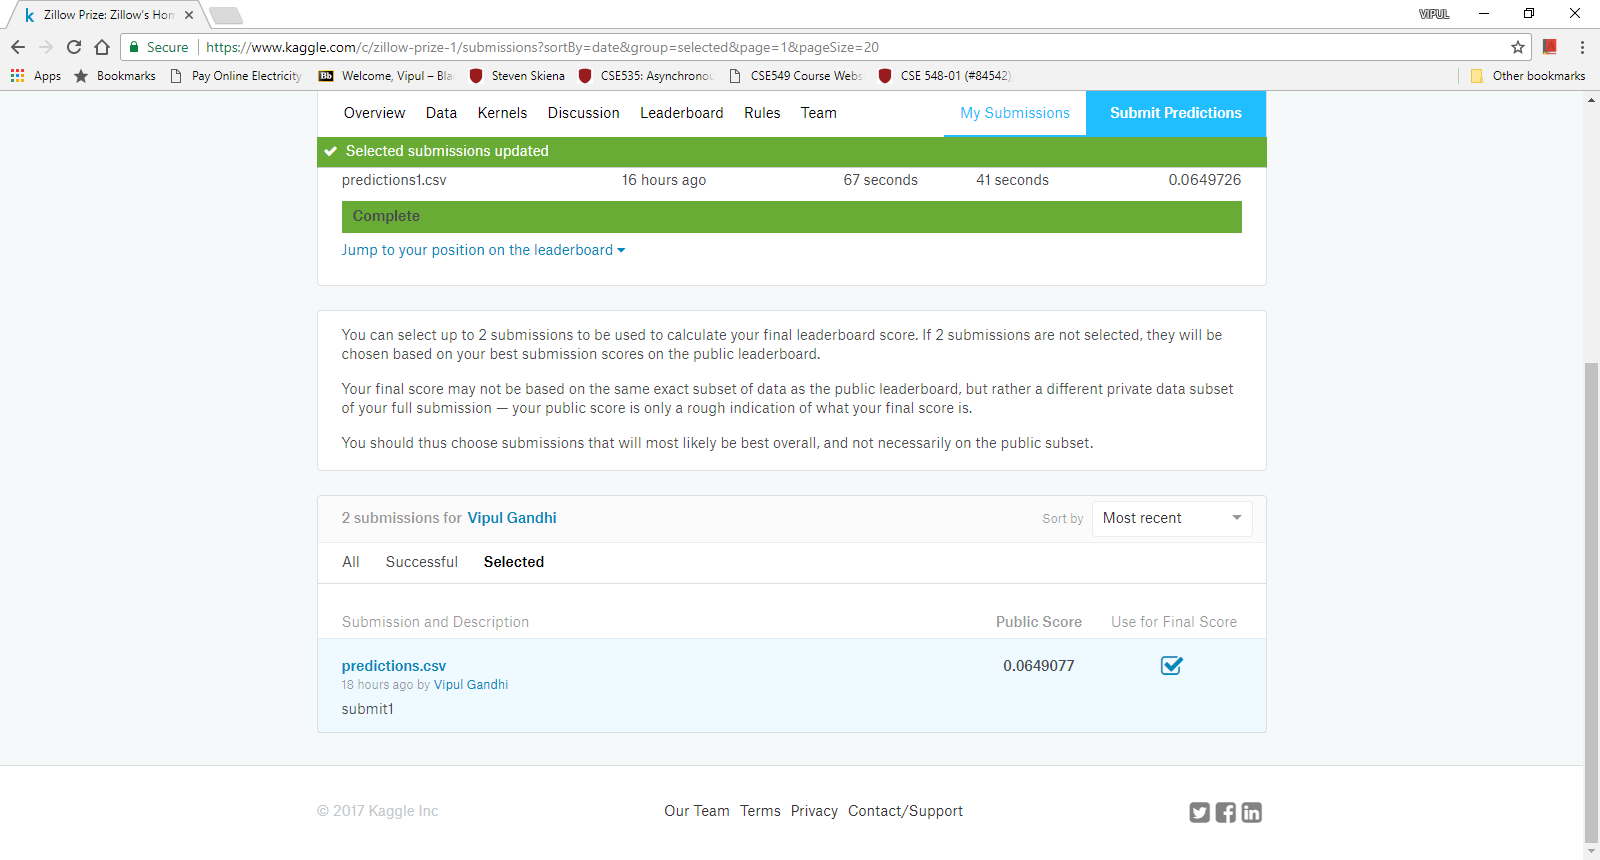 k Zillow Prize: Zillow's Hom
VIPUL
Secure https://www.kaggle.com/c/zillow-prize-1/submissions?sortBy=date&group=selected&page=1&pageSize=20
Apps Bookmarks Pay Online Electricity Bb Welcome, Vipul – Bla Steven Skiena CSE535: Asynchronou CSE549 Course Webs CSE 548-01 (#84542) Other bookmarks
Overview Data Kernels Discussion Leaderboard Rules Team My Submissions Submit Predictions
Selected submissions updated
predictions1.csv 16 hours ago 67 seconds 41 seconds 0.0649726
Complete
Jump to your position on the leaderboard
You can select up to 2 submissions to be used to calculate your final leaderboard score. If 2 submissions are not selected, they will be
chosen based on your best submission scores on the public leaderboard.
Your final score may not be based on the same exact subset of data as the public leaderboard, but rather a different private data subset
of your full submission — your public score is only a rough indication of what your final score is.
You should thus choose submissions that will most likely be best overall, and not necessarily on the public subset.
2 submissions for Vipul Gandhi Sort by Most recent
All Successful Selected
Submission and Description Public Score Use for Final Score
predictions.csv 0.0649077
18 hours ago by Vipul Gandhi
submit1
© 2017 Kaggle Inc Our Team Terms Privacy Contact/Support